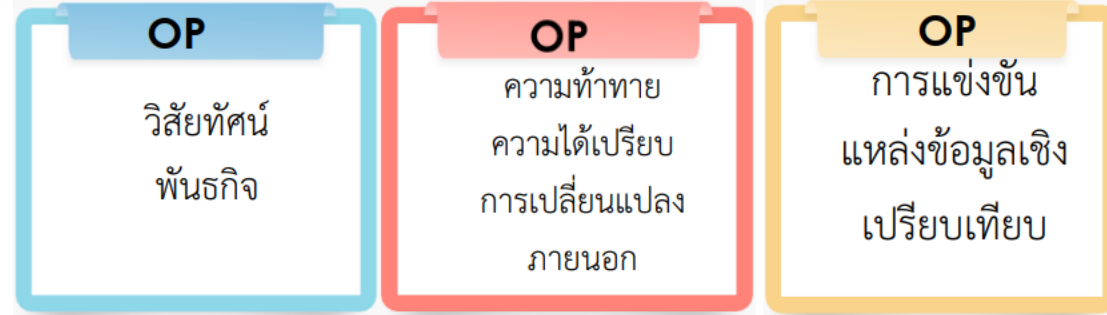 OP
วิสัยทัศน์
พันธกิจ
OP
ความท้าทาย
ความได้เปรียบ
การเปลี่ยนแปลง
ภายนอก
OP
การแข่งขัน
แหล่งข้อมูลเชิง
เปรียบเทียบ